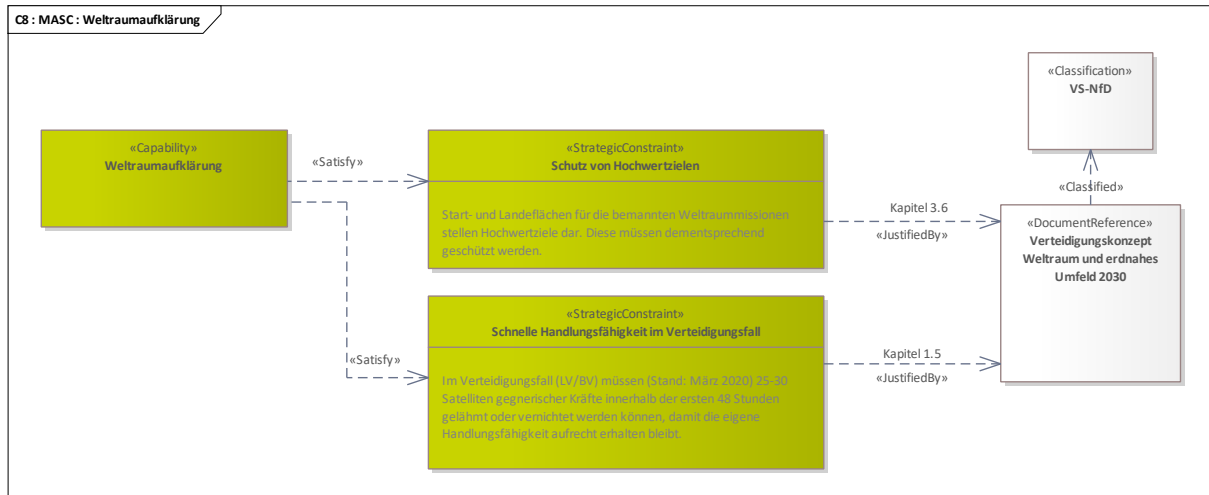 C8 : MASC : Weltraumaufklärung
«Classification»
VS-NfD
«Capability»
Weltraumaufklärung
«Satisfy»
«StrategicConstraint»
Schutz von Hochwertzielen
Start- und Landeflächen für die bemannten Weltraummissionen
stellen Hochwertziele dar. Diese müssen dementsprechend
geschützt werden.
Kapitel 3.6
«JustifiedBy»
«Classified»
«DocumentReference»
Verteidigungskonzept
Weltraum und erdnahes
Umfeld 2030
«Satisfy»
«StrategicConstraint»
Schnelle Handlungsfähigkeit im Verteidigungsfall
Im Verteidigungsfall (LV/BV) müssen (Stand: März 2020) 25-30
Satelliten gegnerischer Kräfte innerhalb der ersten 48 Stunden
gelähmt oder vernichtet werden können, damit die eigene
Handlungsfähigkeit aufrecht erhalten bleibt.
Kapitel 1.5
«JustifiedBy»